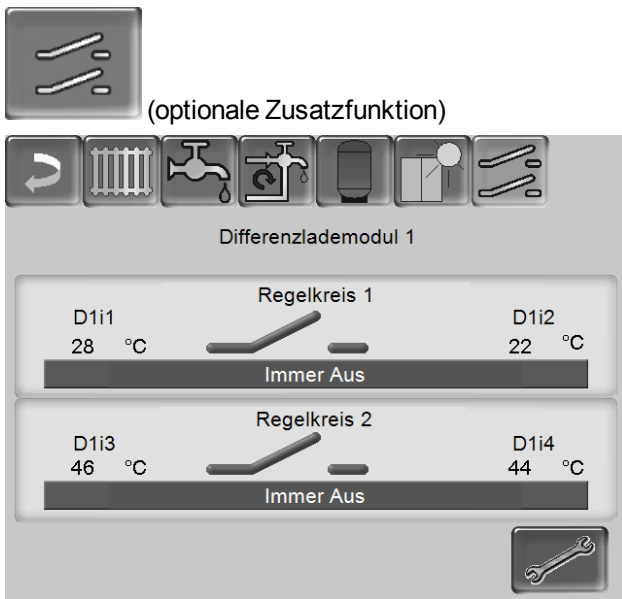 (optionale Zusatzfunktion)
Differenzlademodul 1
Regelkreis 1
D1i1 D1i2
28 °C 22 °C
Immer Aus
Regelkreis 2
D1i3 D1i4
46 °C 44 °C
Immer Aus